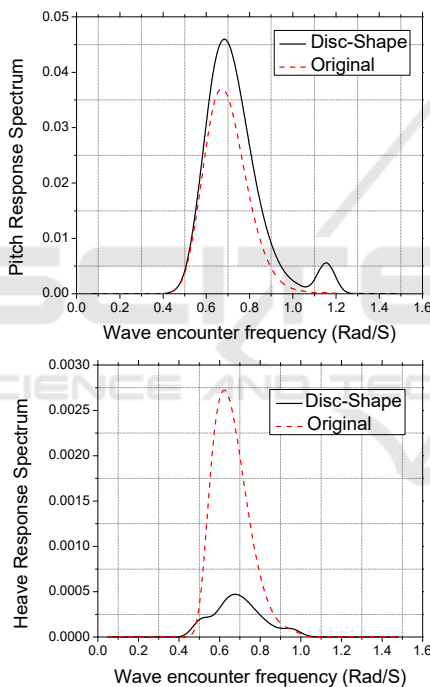 0.05
0.04
0.03
0.02
0.01
0.00
Pitch Response Spectrum
Disc-Shape
Original
0.0 0.2 0.4 0.6 0.8 1.0 1.2 1.4 1.6
Wave encounter frequency (Rad/S)
0.0030
0.0025
0.0020
0.0015
0.0010
0.0005
0.0000
Heave Response Spectrum
Disc-Shape
Original
0.0 0.2 0.4 0.6 0.8 1.0 1.2 1.4 1.6
Wave encounter frequency (Rad/S)